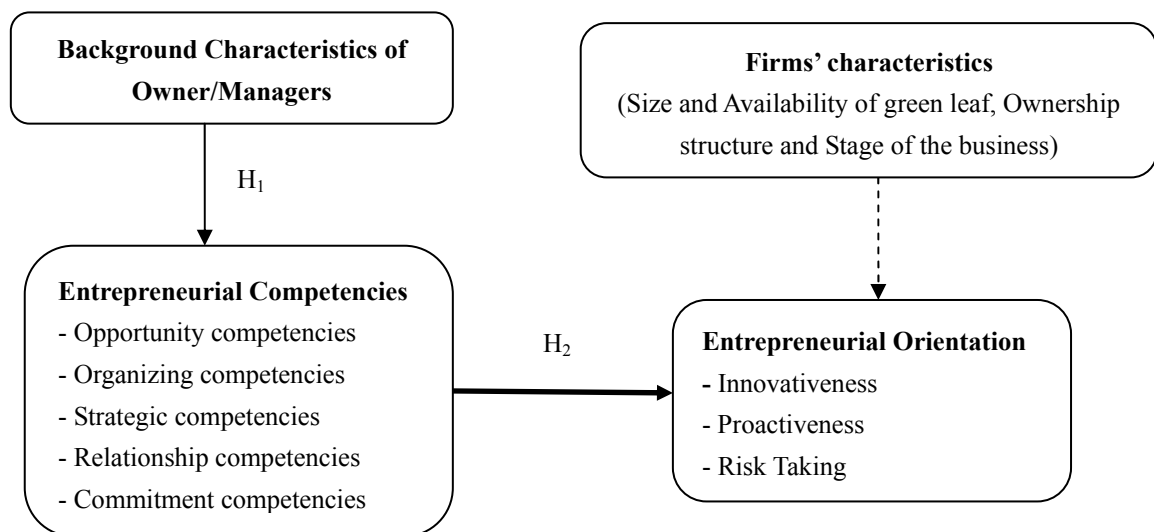 Background Characteristics of
Owner/Managers
Firms’ characteristics
(Size and Availability of green leaf, Ownership
structure and Stage of the business)
H₁
Entrepreneurial Competencies
- Opportunity competencies
- Organizing competencies
- Strategic competencies
- Relationship competencies
- Commitment competencies
H₂
Entrepreneurial Orientation
- Innovativeness
- Proactiveness
- Risk Taking